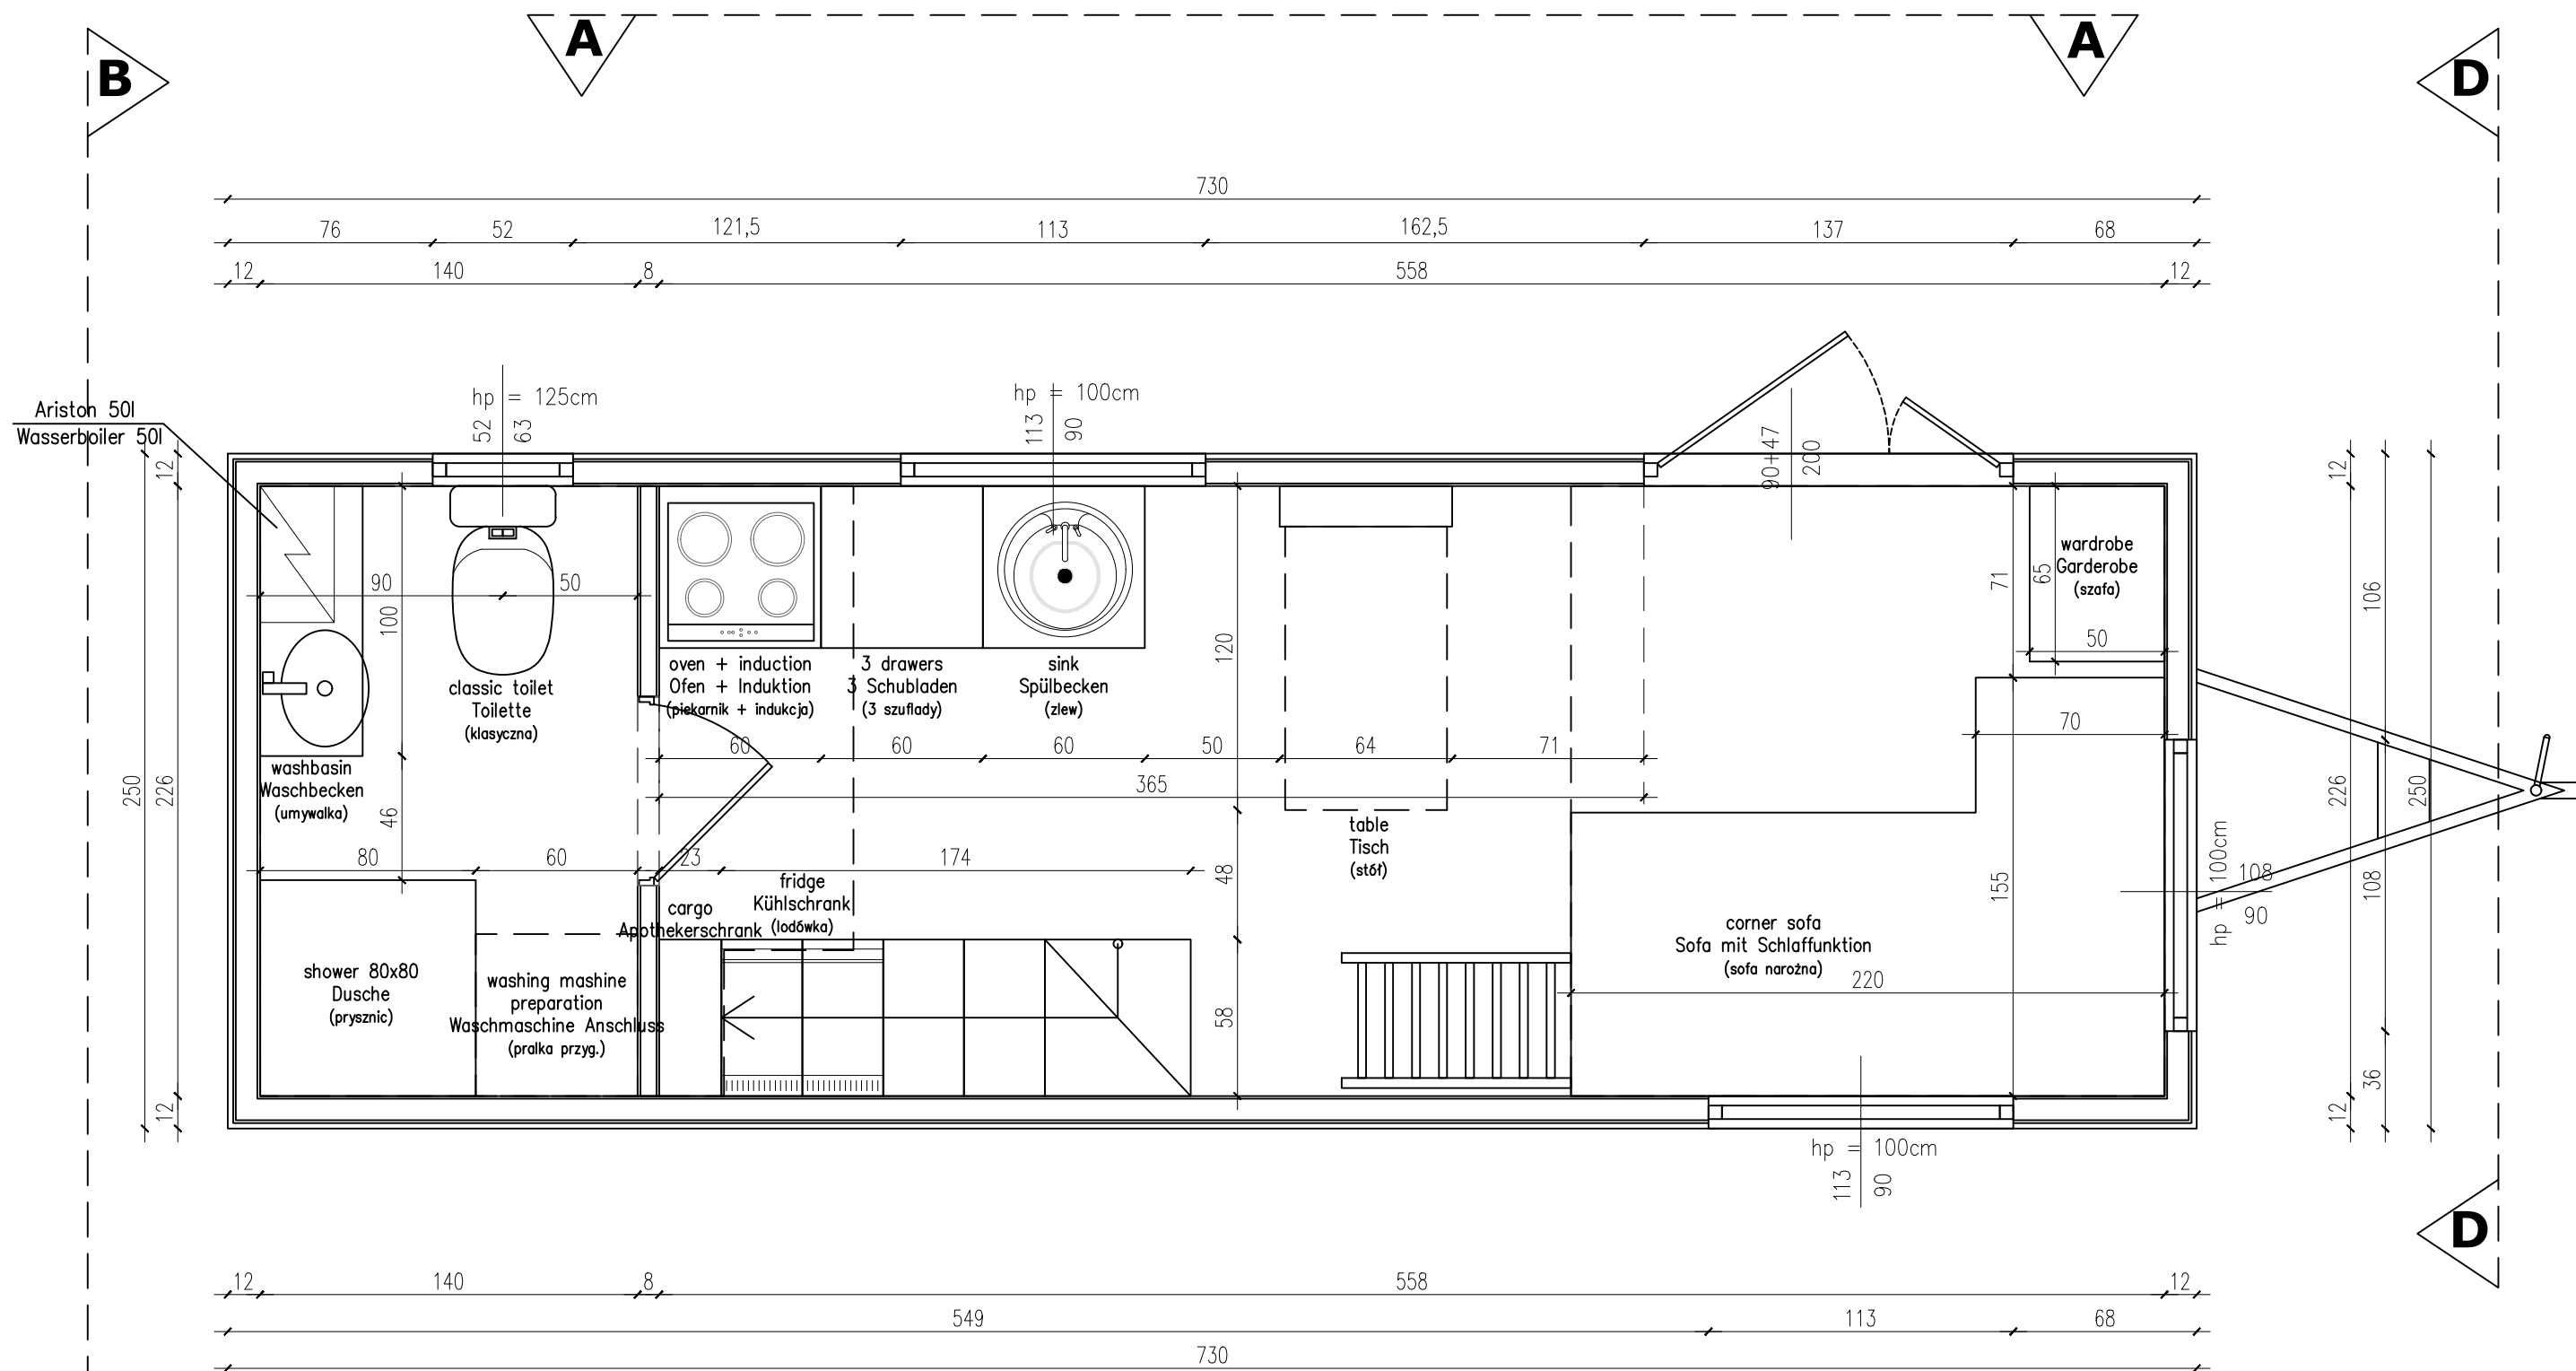 A
A
B
D
730
76
52
121,5
113
162,5
137
68
12
140
8
558
12
hp = 125cm
52
63
hp = 100cm
113
90
90+47
200
Ariston 50l
Wasserboiler 50l
12
250
226
12
90
50
100
46
classic toilet
Toilette
(klasyczna)
washbasin
Waschbecken
(umywalka)
80
60
shower 80x80
Dusche
(prysznic)
washing mashine
preparation
Waschmaschine Anschluss
(pralka przyg.)
oven + induction
Ofen + Induktion
(piekarnik + indukcja)
3 drawers
3 Schubladen
(3 szuflady)
sink
Spülbecken
(zlew)
60
60
60
50
64
71
365
23
174
cargo
Apothekerschrank
fridge
Kühlschrank
(lodówka)
120
48
58
table
Tisch
(stół)
71
65
wardrobe
Garderobe
(szafa)
50
70
155
corner sofa
Sofa mit Schlaffunktion
(sofa narożna)
220
hp = 100cm
108
90
12
226
12
106
108
36
250
hp = 100cm
113
90
D
12
140
8
558
12
549
113
68
730